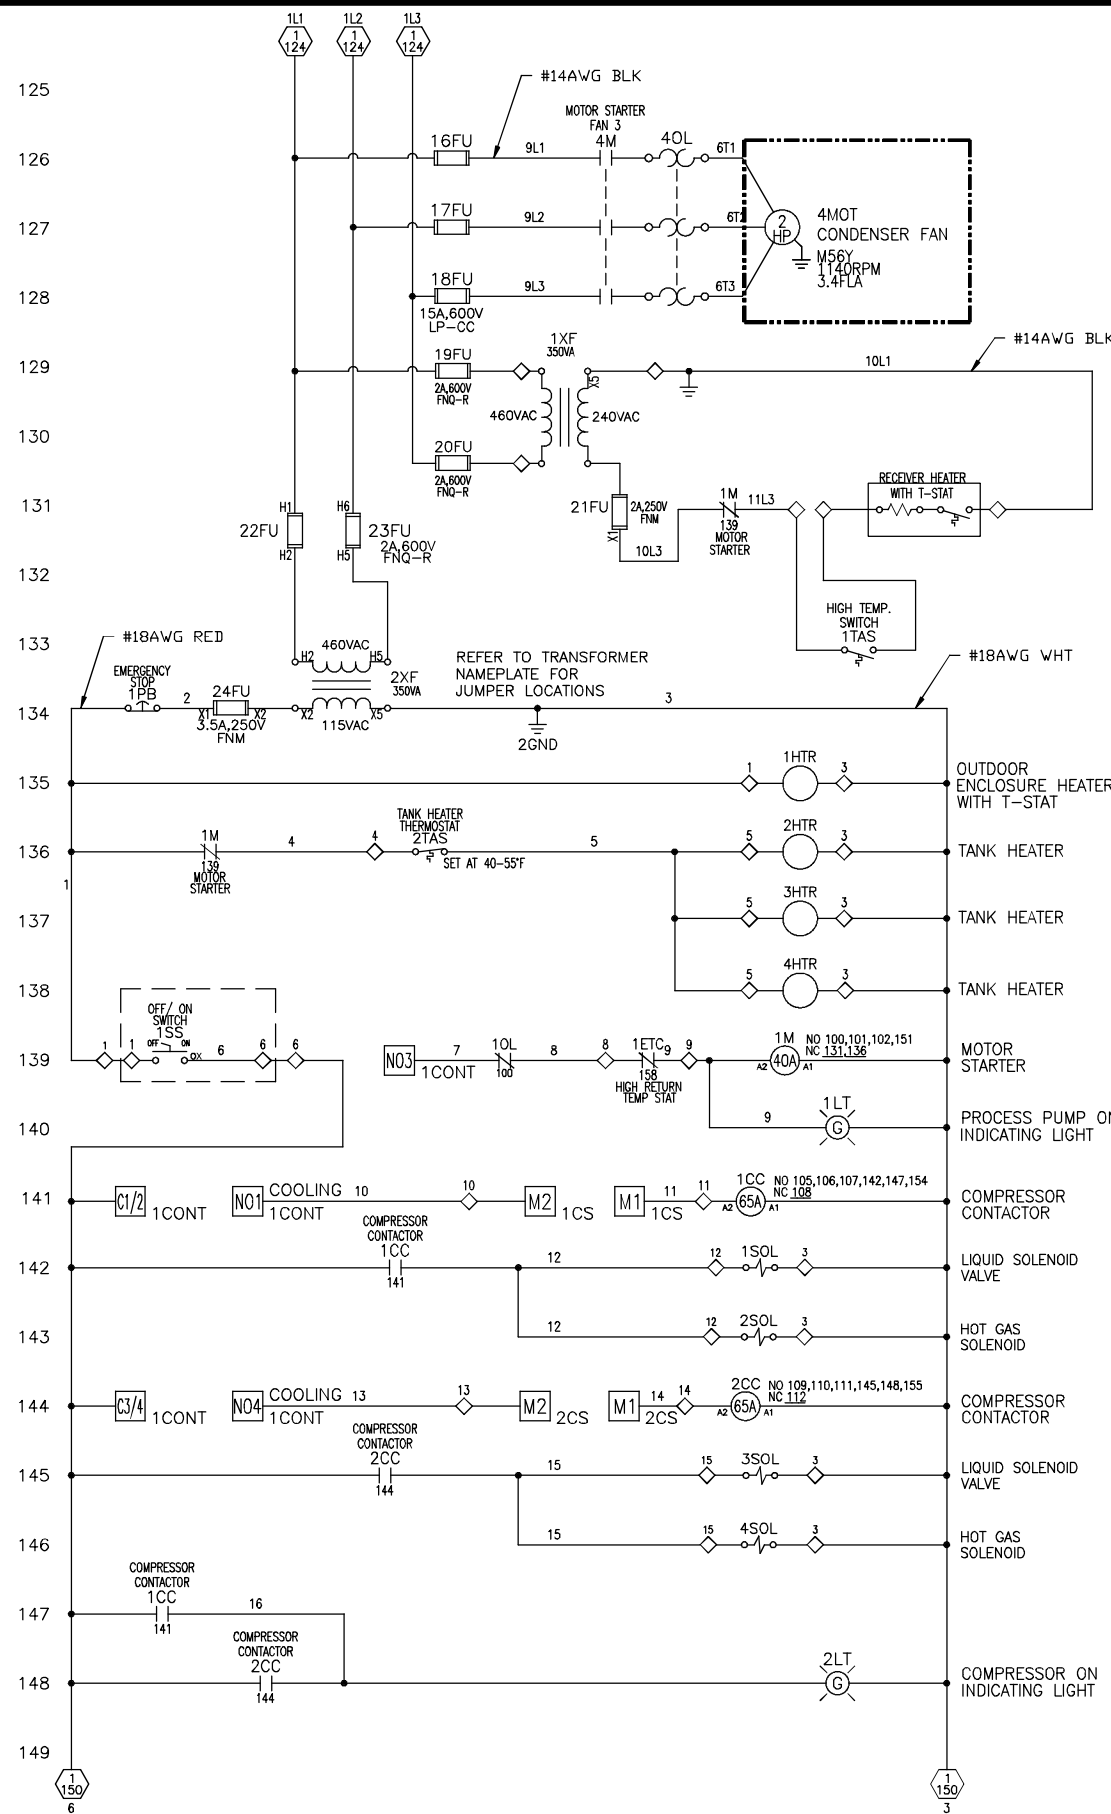 1L1 1L2 1L3
1 124 1 124 1 124
125
#14AWG BLK
MOTOR STARTER
FAN 3
126 16FU 9L1 4M 4OL 6T1
127 17FU 9L2 6T2
2 HP
4MOT
CONDENSER FAN
M56Y
1140RPM
3.4FLA
128 18FU 9L3 6T3
15A,600V
LP-CC
#14AWG BLK
129 19FU
2A,600V
FNQ-R
1XF
350VA
X5
10L1
460VAC 240VAC
130 20FU
2A,600V
FNQ-R
131 H1 22FU H2
H6 23FU H5
2A,600V
FNQ-R
21FU 2A,250V
FNM
X1
10L3
1M
139
MOTOR
STARTER
11L3
RECEIVER HEATER
WITH T-STAT
132
HIGH TEMP.
SWITCH
1TAS
133 #18AWG RED
H2 460VAC H5
2XF
350VA
REFER TO TRANSFORMER
NAMEPLATE FOR
JUMPER LOCATIONS
#18AWG WHT
134 EMERGENCY
STOP
1PB
2 24FU
X1 X2
3.5A,250V
FNM
X2 115VAC X5
3
2GND
135 1 1HTR 3
OUTDOOR
ENCLOSURE HEATER
WITH T-STAT
136 1M
139
MOTOR
STARTER
4 4
TANK HEATER
THERMOSTAT
2TAS
SET AT 40-55°F
5 5 2HTR 3 TANK HEATER
1
137 5 3HTR 3 TANK HEATER
138 5 4HTR 3 TANK HEATER
139 OFF/ ON
SWITCH
1SS
OFF ON
1 1 OX 6 6 6
NO3 1CONT 7 1OL
100
8 8 1ETC
158
HIGH RETURN
TEMP STAT
9 9 1M
A2 40A A1
NO 100,101,102,151
NC 131,136
MOTOR
STARTER
140 9 1LT
G
PROCESS PUMP ON
INDICATING LIGHT
141 C1/2 1CONT NO1 COOLING
1CONT
10 10 M2 1CS M1 1CS 11 11 1CC
A2 65A A1
NO 105,106,107,142,147,154
NC 108
COMPRESSOR
CONTACTOR
142 COMPRESSOR
CONTACTOR
1CC
141
12 12 1SOL 3
LIQUID SOLENOID
VALVE
143 12 12 2SOL 3
HOT GAS
SOLENOID
144 C3/4 1CONT NO4 COOLING
1CONT
13 13 M2 2CS M1 2CS 14 14 2CC
A2 65A A1
NO 109,110,111,145,148,155
NC 112
COMPRESSOR
CONTACTOR
145 COMPRESSOR
CONTACTOR
2CC
144
15 15 3SOL 3
LIQUID SOLENOID
VALVE
146 15 15 4SOL 3
HOT GAS
SOLENOID
147 COMPRESSOR
CONTACTOR
1CC
141
16
148 COMPRESSOR
CONTACTOR
2CC
144
2LT
G
COMPRESSOR ON
INDICATING LIGHT
149
1 150 1 150
6 3